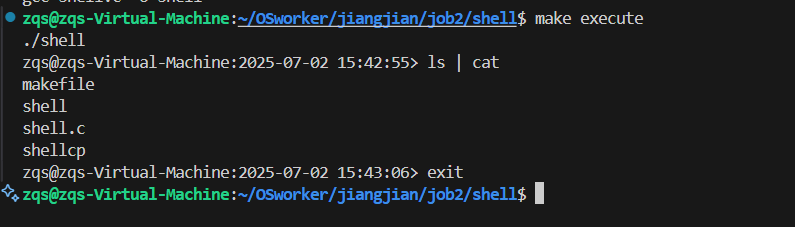 zqs@zqs-Virtual-Machine:~/OSworker/jiangjian/job2/shell$ make execute
./shell
zqs@zqs-Virtual-Machine:2025-07-02 15:42:55> ls | cat
makefile
shell
shell.c
shellcp
zqs@zqs-Virtual-Machine:2025-07-02 15:43:06> exit
zqs@zqs-Virtual-Machine:~/OSworker/jiangjian/job2/shell$